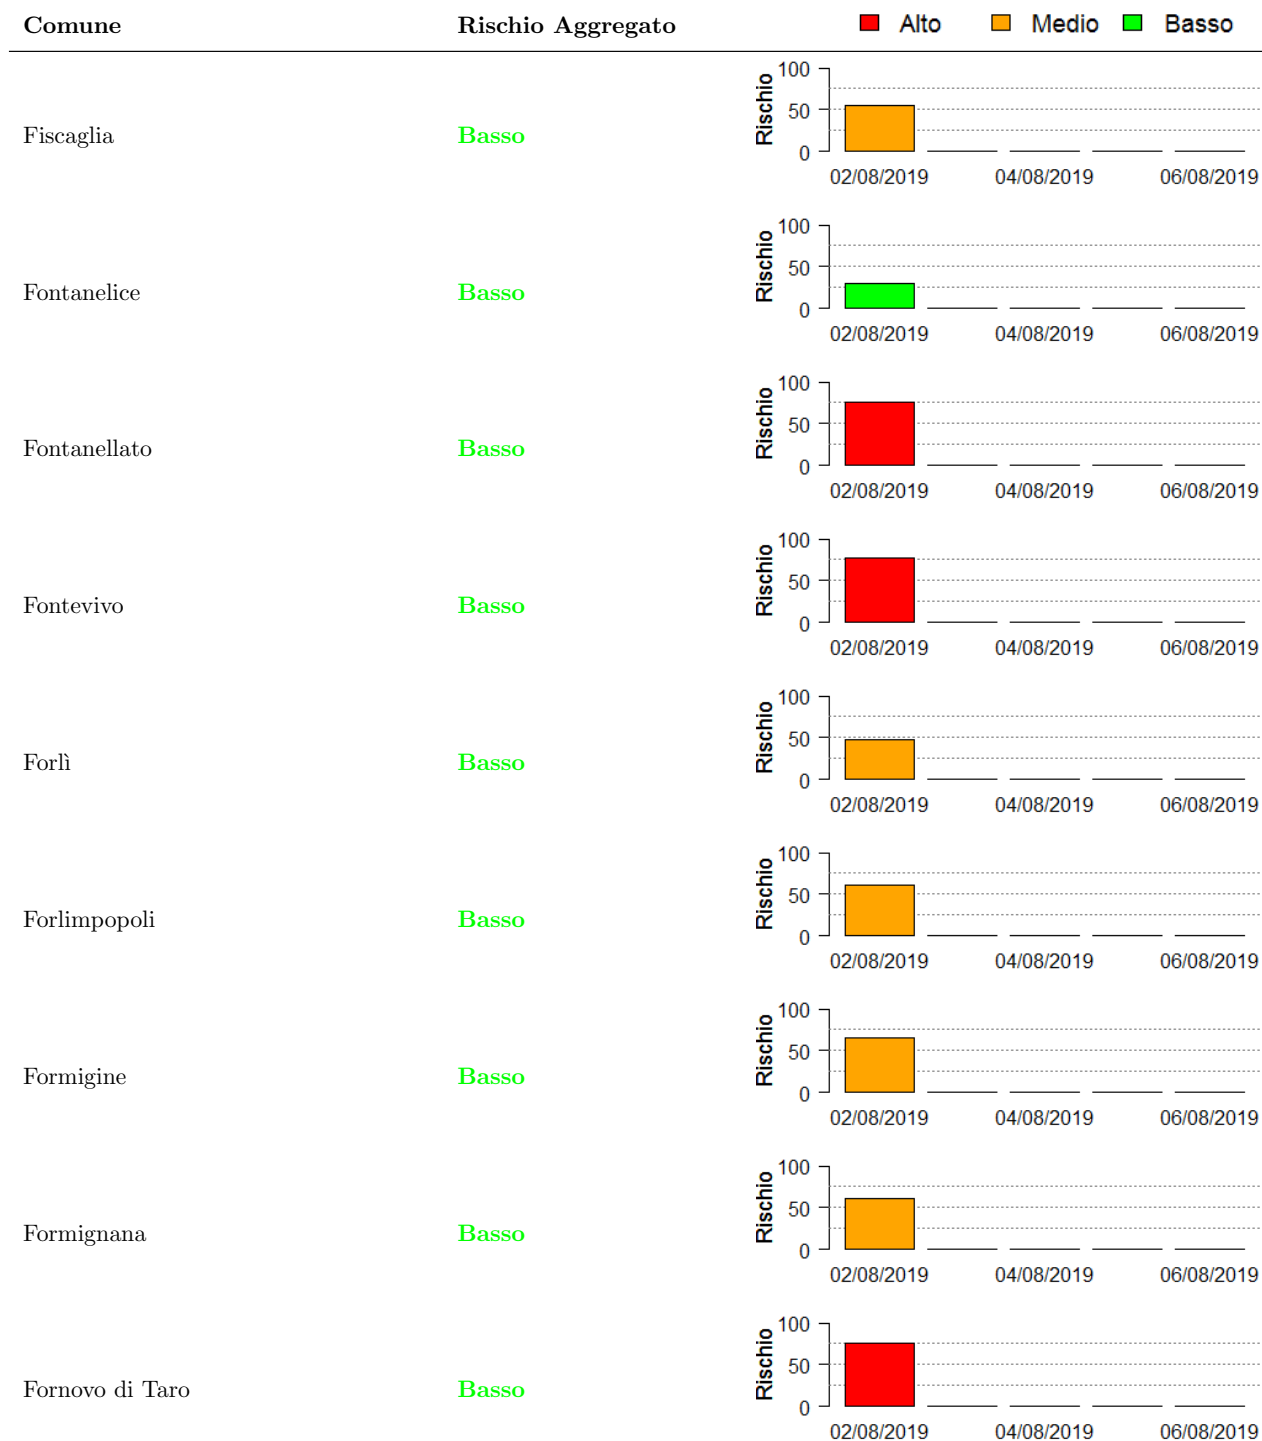 Comune Rischio Aggregato Alto Medio Basso
100
50
0
Rischio
Fiscaglia Basso
02/08/2019 04/08/2019 06/08/2019
100
50
0
Rischio
Fontanelice Basso
02/08/2019 04/08/2019 06/08/2019
100
50
0
Rischio
Fontanellato Basso
02/08/2019 04/08/2019 06/08/2019
100
50
0
Rischio
Fontevivo Basso
02/08/2019 04/08/2019 06/08/2019
100
50
0
Rischio
Forlì Basso
02/08/2019 04/08/2019 06/08/2019
100
50
0
Rischio
Forlimpopoli Basso
02/08/2019 04/08/2019 06/08/2019
100
50
0
Rischio
Formigine Basso
02/08/2019 04/08/2019 06/08/2019
100
50
0
Rischio
Formignana Basso
02/08/2019 04/08/2019 06/08/2019
100
50
0
Rischio
Fornovo di Taro Basso
02/08/2019 04/08/2019 06/08/2019